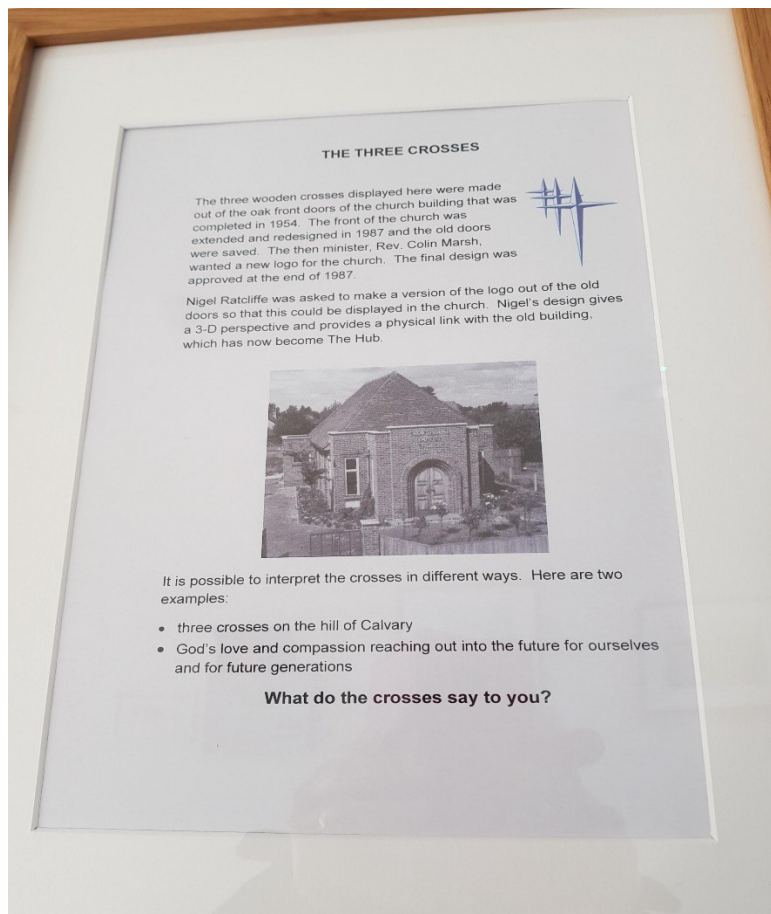 THE THREE CROSSES
The three wooden crosses displayed here were made
out of the oak front doors of the church building that was
completed in 1954. The front of the church was
extended and redesigned in 1987 and the old doors
were saved. The then minister, Rev. Colin Marsh,
wanted a new logo for the church. The final design was
approved at the end of 1987.
Nigel Ratcliffe was asked to make a version of the logo out of the old
doors so that this could be displayed in the church. Nigel's design gives
a 3-D perspective and provides a physical link with the old building,
which has now become The Hub.
It is possible to interpret the crosses in different ways. Here are two
examples:
• three crosses on the hill of Calvary
• God's love and compassion reaching out into the future for ourselves
and for future generations
What do the crosses say to you?